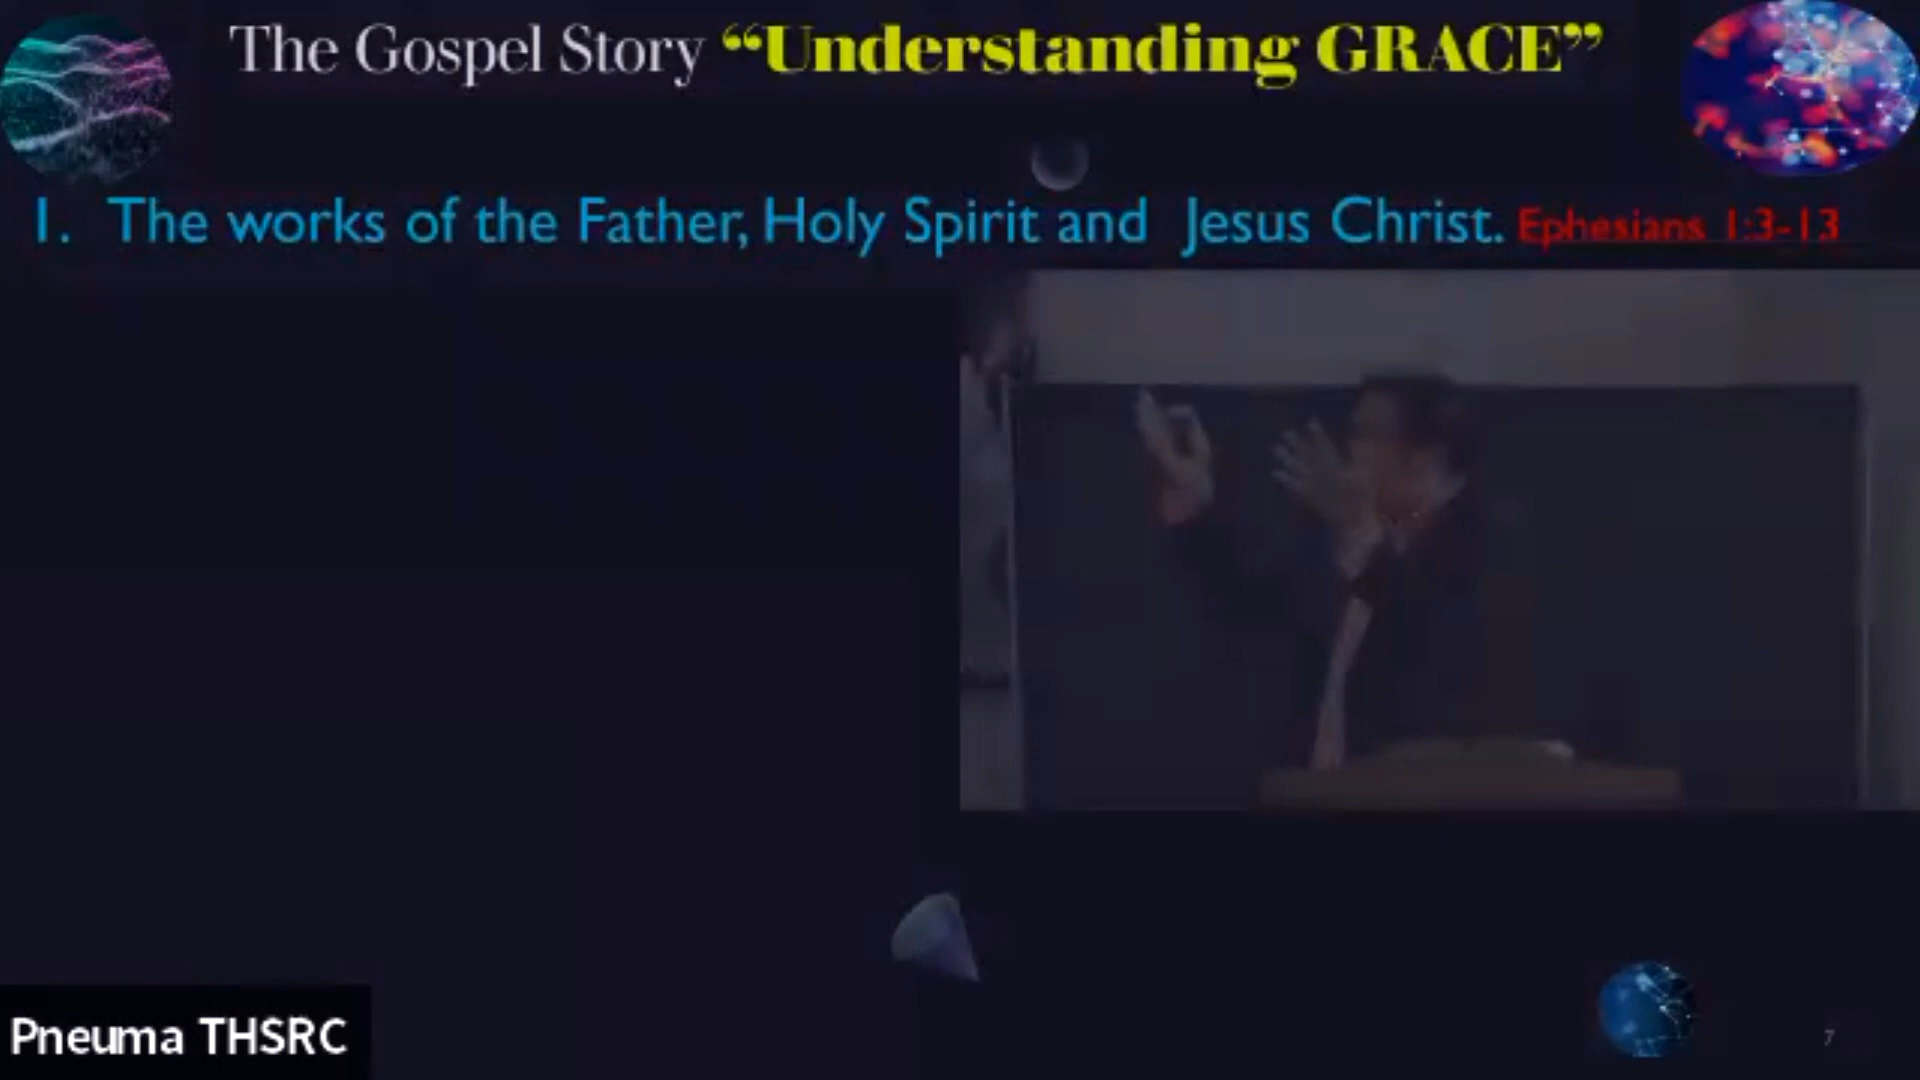 The Gospel Story “Understanding GRACE”
1. The works of the Father, Holy Spirit and Jesus Christ. Ephesians 1:3-13
Pneuma THSRC
7